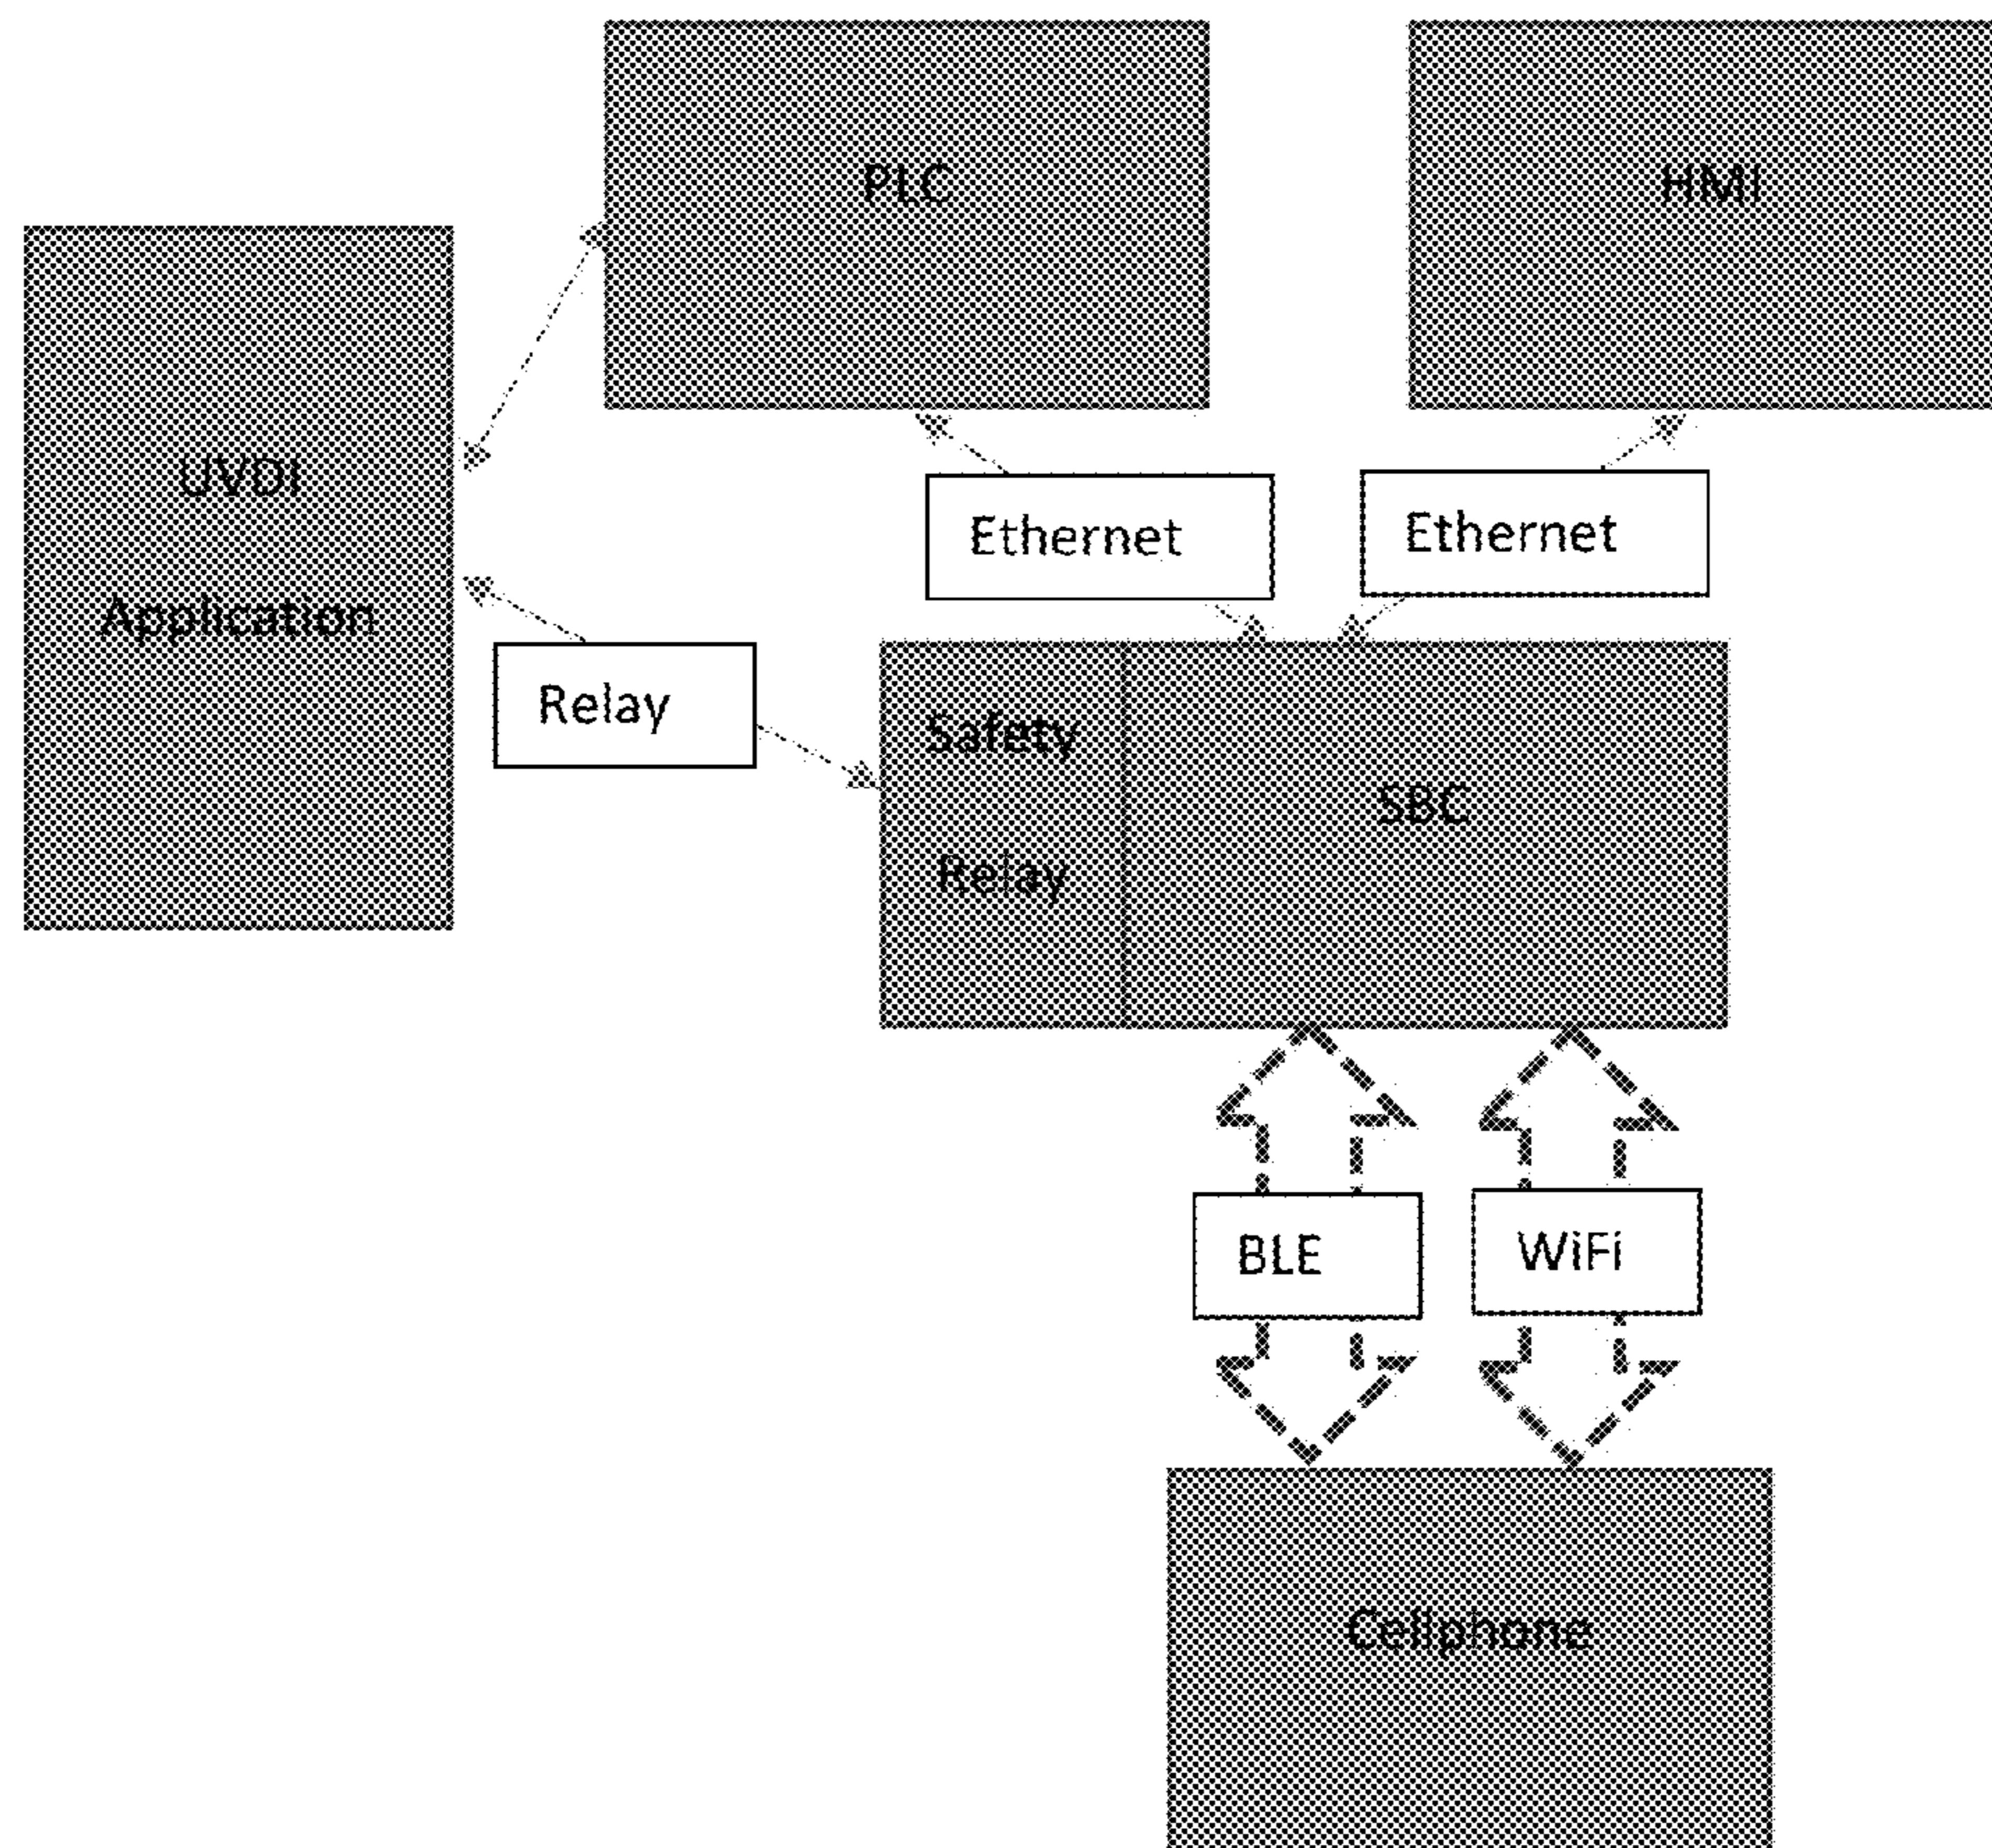 PLC
HMI
UVDI
Application
Ethernet
Ethernet
Relay
Safety
Relay
SBC
BLE
WiFi
Cellphone